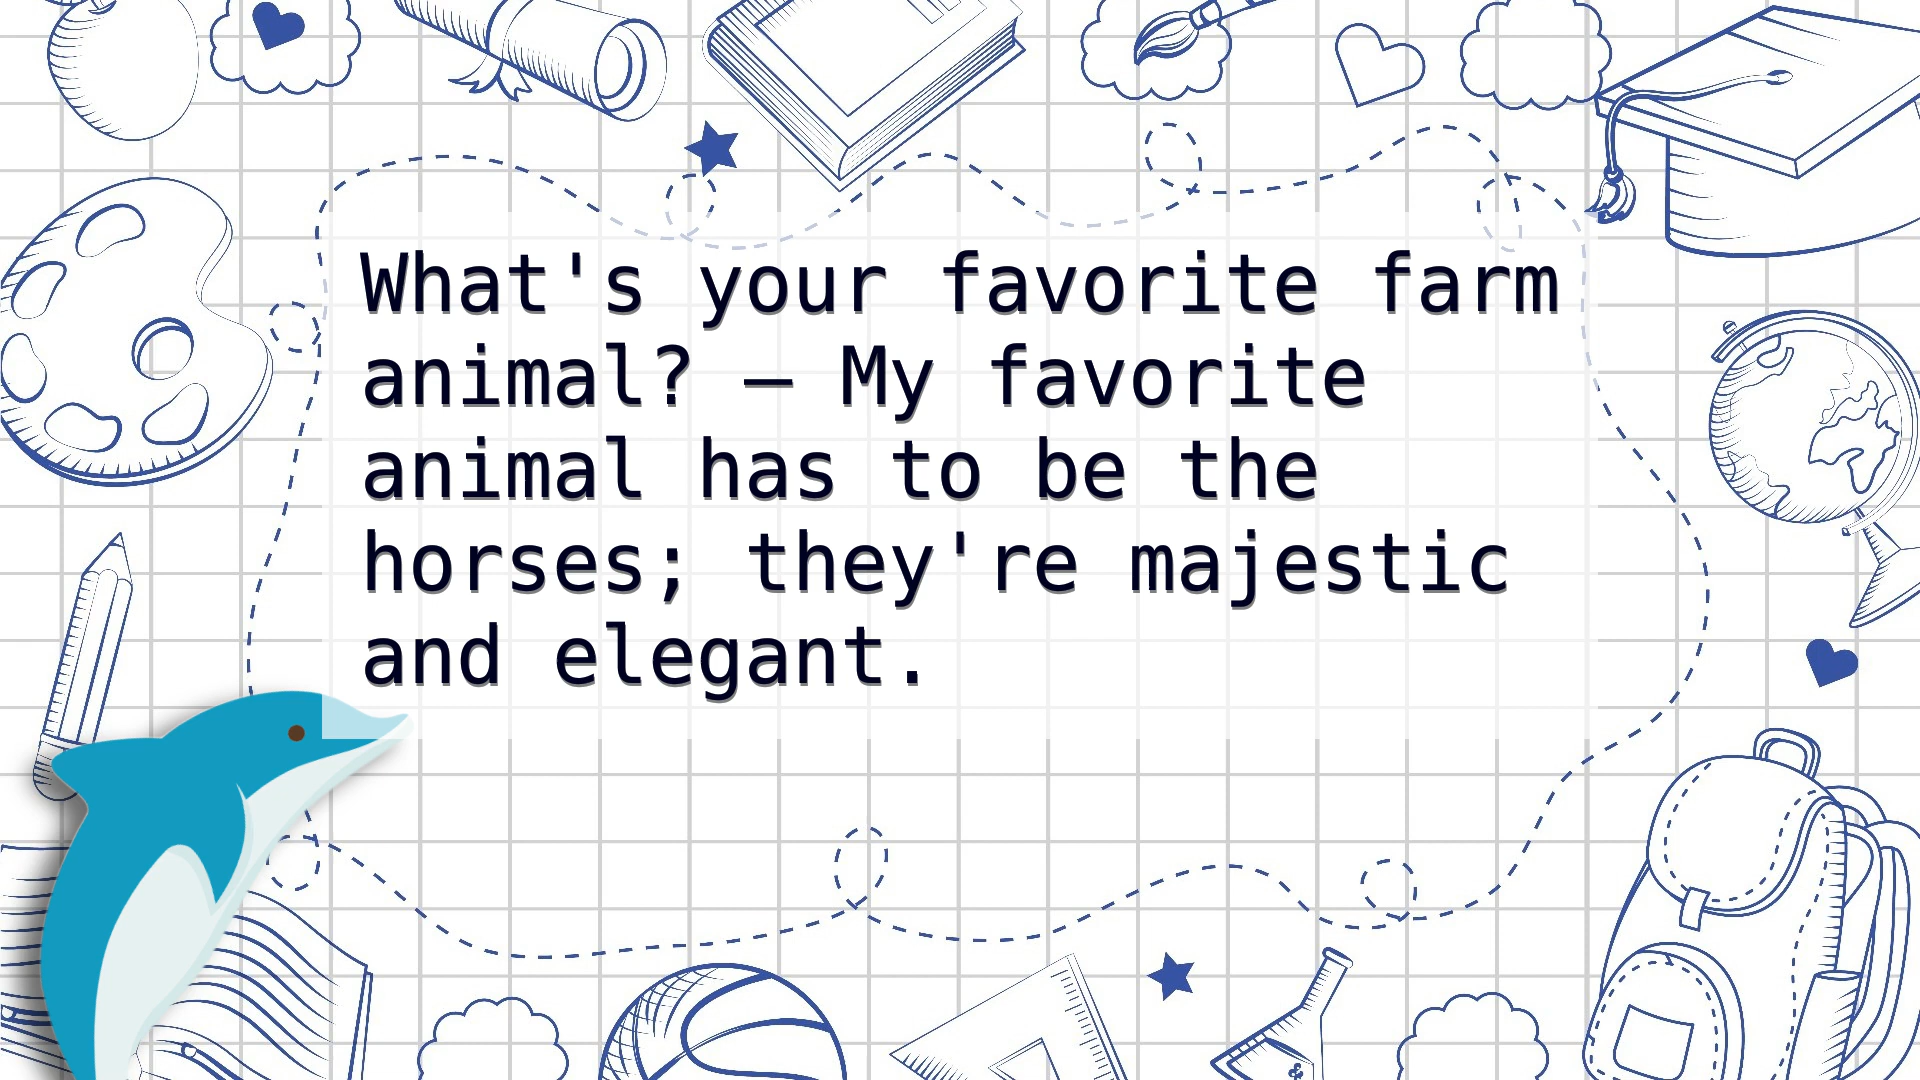 What's your favorite farm
animal? – My favorite
animal has to be the
horses; they're majestic
and elegant.